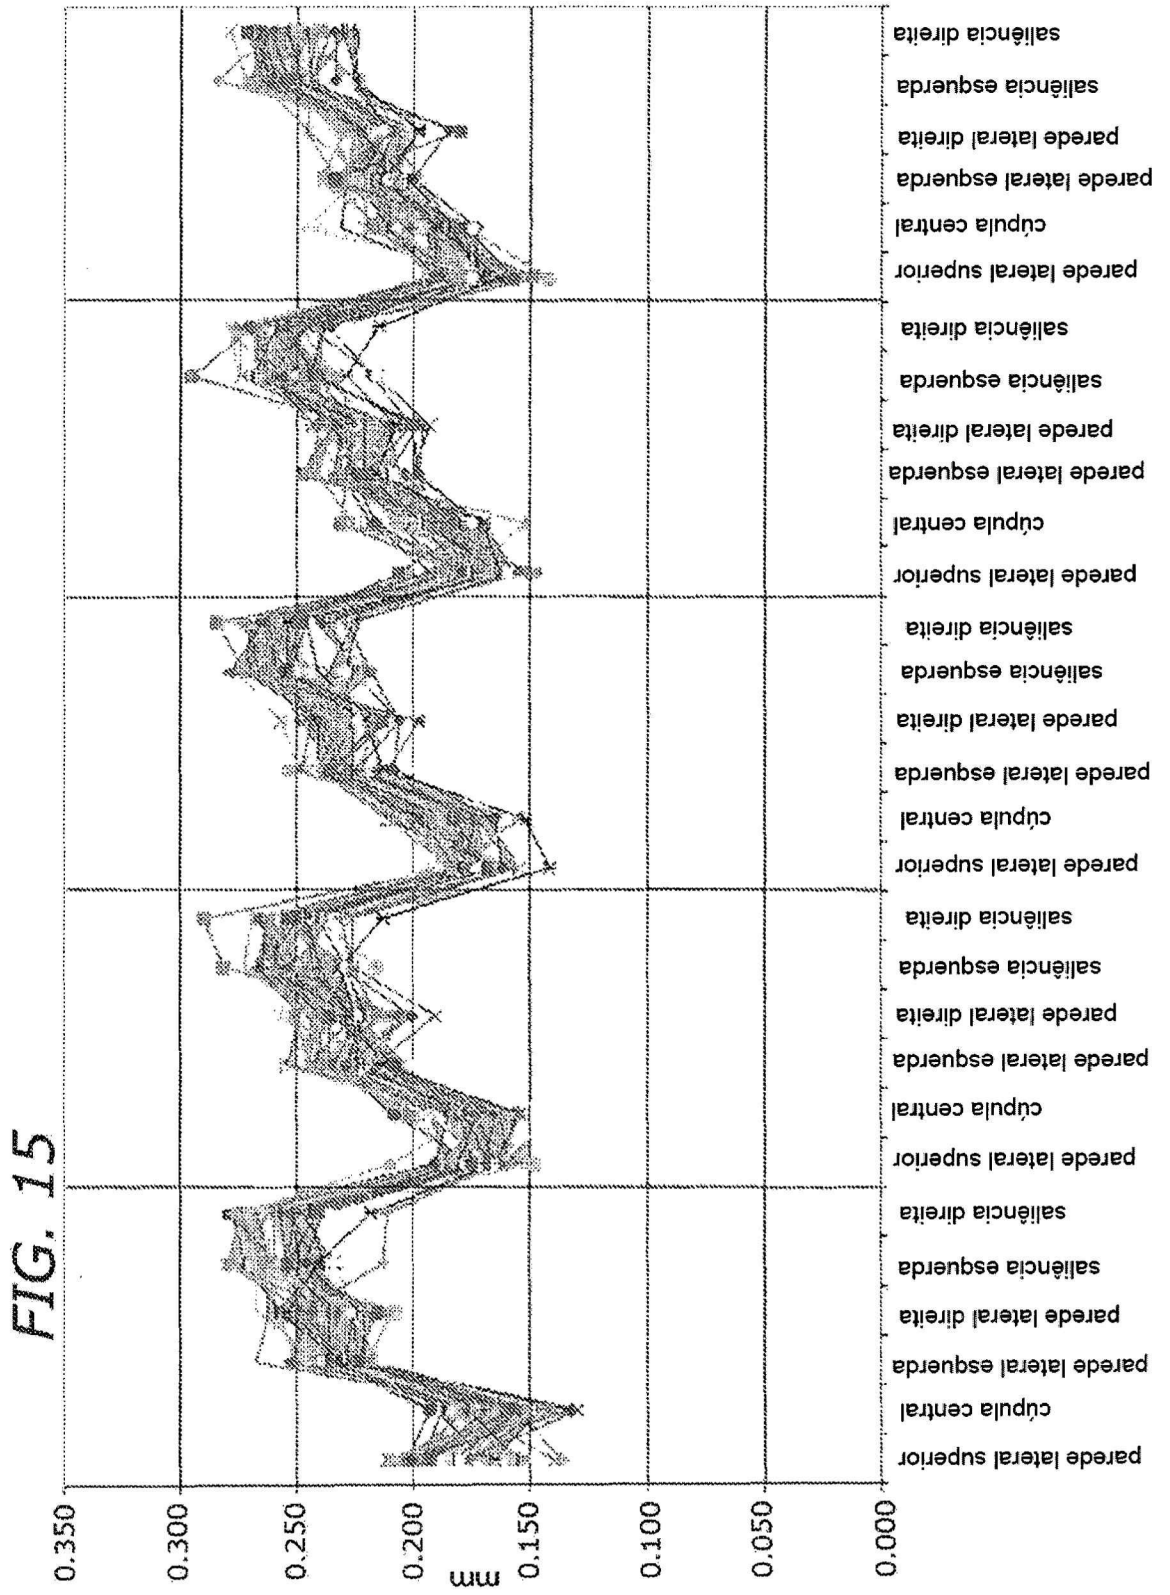 FIG. 15
0.350
0.300
0.250
0.200
0.150
0.100
0.050
0.000
mm
parede lateral superior
cúpula central
parede lateral esquerda
parede lateral direita
saliência esquerda
saliência direita
parede lateral superior
cúpula central
parede lateral esquerda
parede lateral direita
saliência esquerda
saliência direita
parede lateral superior
cúpula central
parede lateral esquerda
parede lateral direita
saliência esquerda
saliência direita
parede lateral superior
cúpula central
parede lateral esquerda
parede lateral direita
saliência esquerda
saliência direita
parede lateral superior
cúpula central
parede lateral esquerda
parede lateral direita
saliência esquerda
saliência direita